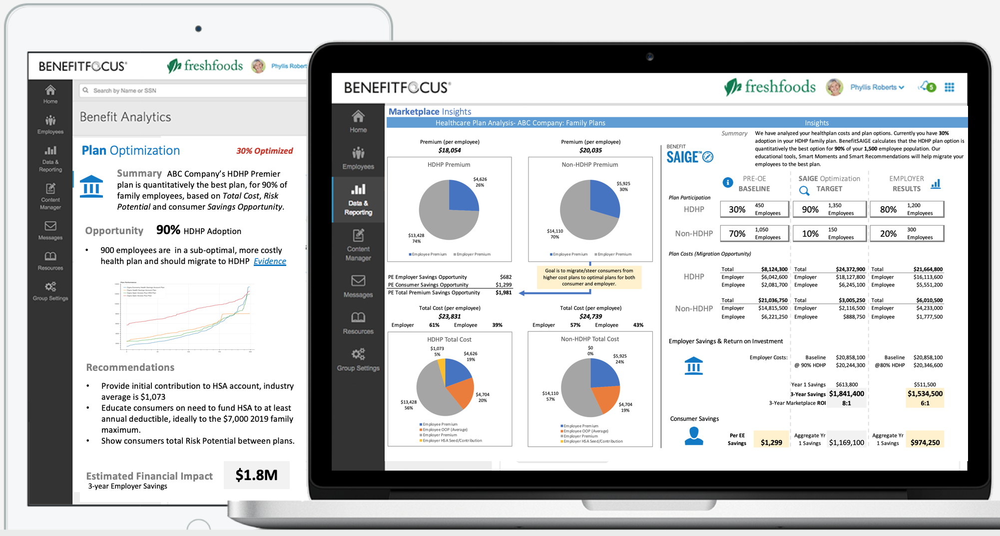 BENEFITFOCUS®
freshfoods
Phyllis Robert
Home
Employees
Data &
Reporting
Content
Manager
Messages
Resources
Group Settings
Search by Name or SSN
Benefit Analytics
Plan Optimization
30% Optimized
Summary ABC Company's HDHP Premier
plan is quantitatively the best plan, for 90% of
family employees, based on Total Cost, Risk
Potential and consumer Savings Opportunity.
Opportunity 90% HDHP Adoption
• 900 employees are in a sub-optimal, more costly
health plan and should migrate to HDHP Evidence
Plan Performance
Cigna Economy Health Savings Account Plan
Cigna Health Savings Account Plan
Cigna Open Access Plus HRA Plan
Cigna Open Access Plus Plan
Recommendations
• Provide initial contribution to HSA account, industry
average is $1,073
• Educate consumers on need to fund HSA to at least
annual deductible, ideally to the $7,000 2019 family
maximum.
• Show consumers total Risk Potential between plans.
Estimated Financial Impact
3-year Employer Savings
$1.8M
BENEFITFOCUS®
freshfoods
Phyllis Roberts
5
Home
Employees
Data &
Reporting
Content
Manager
Messages
Resources
Group Settings
Marketplace Insights
Healthcare Plan Analysis- ABC Company: Family Plans
Insights
Premium (per employee)
$18,054
HDHP Premium
$4,626
26%
$13,428
74%
Employee Premium Employer Premium
Premium (per employee)
$20,035
Non-HDHP Premium
$5,925
30%
$14,110
70%
Employee Premium Employer Premium
PE Employer Savings Opportunity $682
PE Consumer Savings Opportunity $1,299
PE Total Premium Savings Opportunity $1,981
Goal is to migrate/steer consumers from
higher cost plans to optimal plans for both
consumer and employer.
Total Cost (per employee)
$23,831
Employer 61% Employee 39%
HDHP Total Cost
$1,073
5%
$4,626
19%
$4,704
20%
$13,428
56%
Employee Premium
Employee OOP (Average)
Employer Premium
Employer HSA Seed/Contribution
Total Cost (per employee)
$24,739
Employer 57% Employee 43%
Non-HDHP Total Cost
$0
0%
$5,925
24%
$4,704
19%
$14,110
57%
Employee Premium
Employee OOP (Average)
Employer Premium
Employer HSA Seed/Contribution
BENEFIT
SAIGE™
Summary
We have analyzed your healthplan costs and plan options. Currently you have 30%
adoption in your HDHP family plan. BenefitSAIGE calculates that the HDHP plan option is
quantitatively the best option for 90% of your 1,500 employee population. Our
educational tools, Smart Moments and Smart Recommendations will help migrate your
employees to the best plan.
PRE-OE
BASELINE
SAIGE Optimization
TARGET
EMPLOYER
RESULTS
Plan Participation
HDHP
30% 450 Employees
90% 1,350 Employees
80% 1,200 Employees
Non-HDHP
70% 1,050 Employees
10% 150 Employees
20% 300 Employees
Plan Costs (Migration Opportunity)
HDHP
Total $8,124,300 Total $24,372,900 Total $21,664,800
Employer $6,042,600 Employer $18,127,800 Employer $16,113,600
Employee $2,081,700 Employee $6,245,100 Employee $5,551,200
Non-HDHP
Total $21,036,750 Total $3,005,250 Total $6,010,500
Employer $14,815,500 Employer $2,116,500 Employer $4,233,000
Employee $6,221,250 Employee $888,750 Employee $1,777,500
Employer Savings & Return on Investment
Employer Costs: Baseline $20,858,100 Baseline $20,858,100
@ 90% HDHP $20,244,300 @80% HDHP $20,346,600
Year 1 Savings $613,800 $511,500
3-Year Savings $1,841,400 $1,534,500
3-Year Marketplace ROI 8:1 6:1
Consumer Savings
Per EE
Savings
$1,299
Aggregate Yr
1 Savings
$1,169,100
Aggregate Yr
1 Savings
$974,250